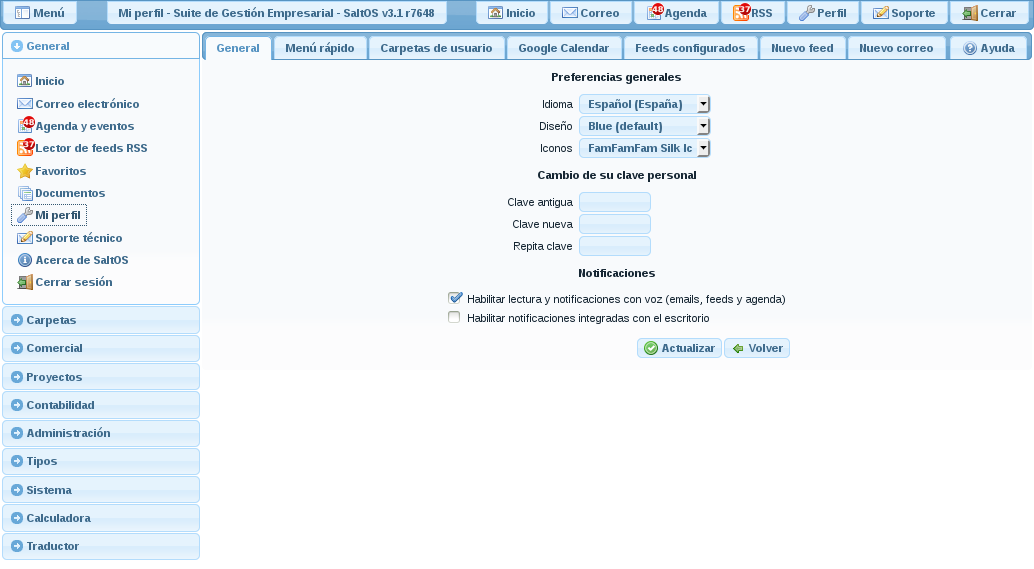 Menú
Mi perfil - Suite de Gestión Empresarial - SaltOS v3.1 r7648
Inicio
Correo
48 Agenda
37 RSS
Perfil
Soporte
Cerrar
General
Inicio
Correo electrónico
48 Agenda y eventos
37 Lector de feeds RSS
Favoritos
Documentos
Mi perfil
Soporte técnico
Acerca de SaltOS
Cerrar sesión
Carpetas
Comercial
Proyectos
Contabilidad
Administración
Tipos
Sistema
Calculadora
Traductor
General
Menú rápido
Carpetas de usuario
Google Calendar
Feeds configurados
Nuevo feed
Nuevo correo
Ayuda
Preferencias generales
Idioma Español (España)
Diseño Blue (default)
Iconos FamFamFam Silk Ic
Cambio de su clave personal
Clave antigua
Clave nueva
Repita clave
Notificaciones
Habilitar lectura y notificaciones con voz (emails, feeds y agenda)
Habilitar notificaciones integradas con el escritorio
Actualizar
Volver